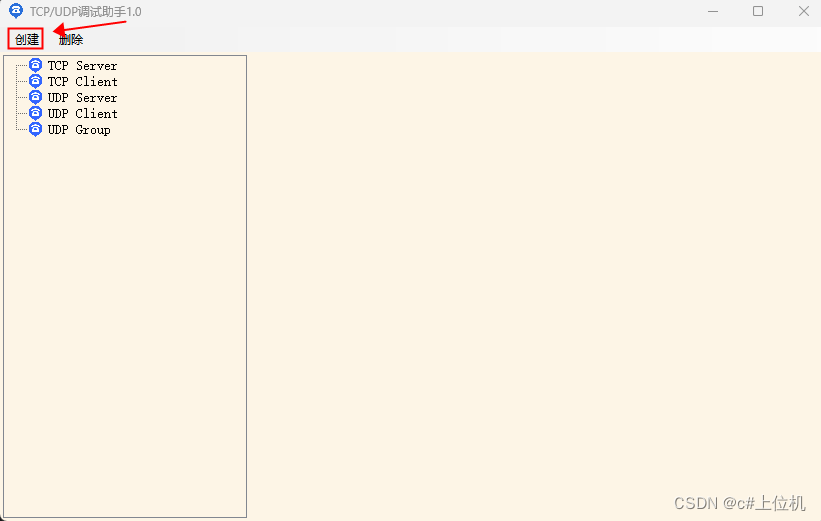 TCP/UDP调试助手1.0
创建 删除
TCP Server
TCP Client
UDP Server
UDP Client
UDP Group
CSDN @c#上位机